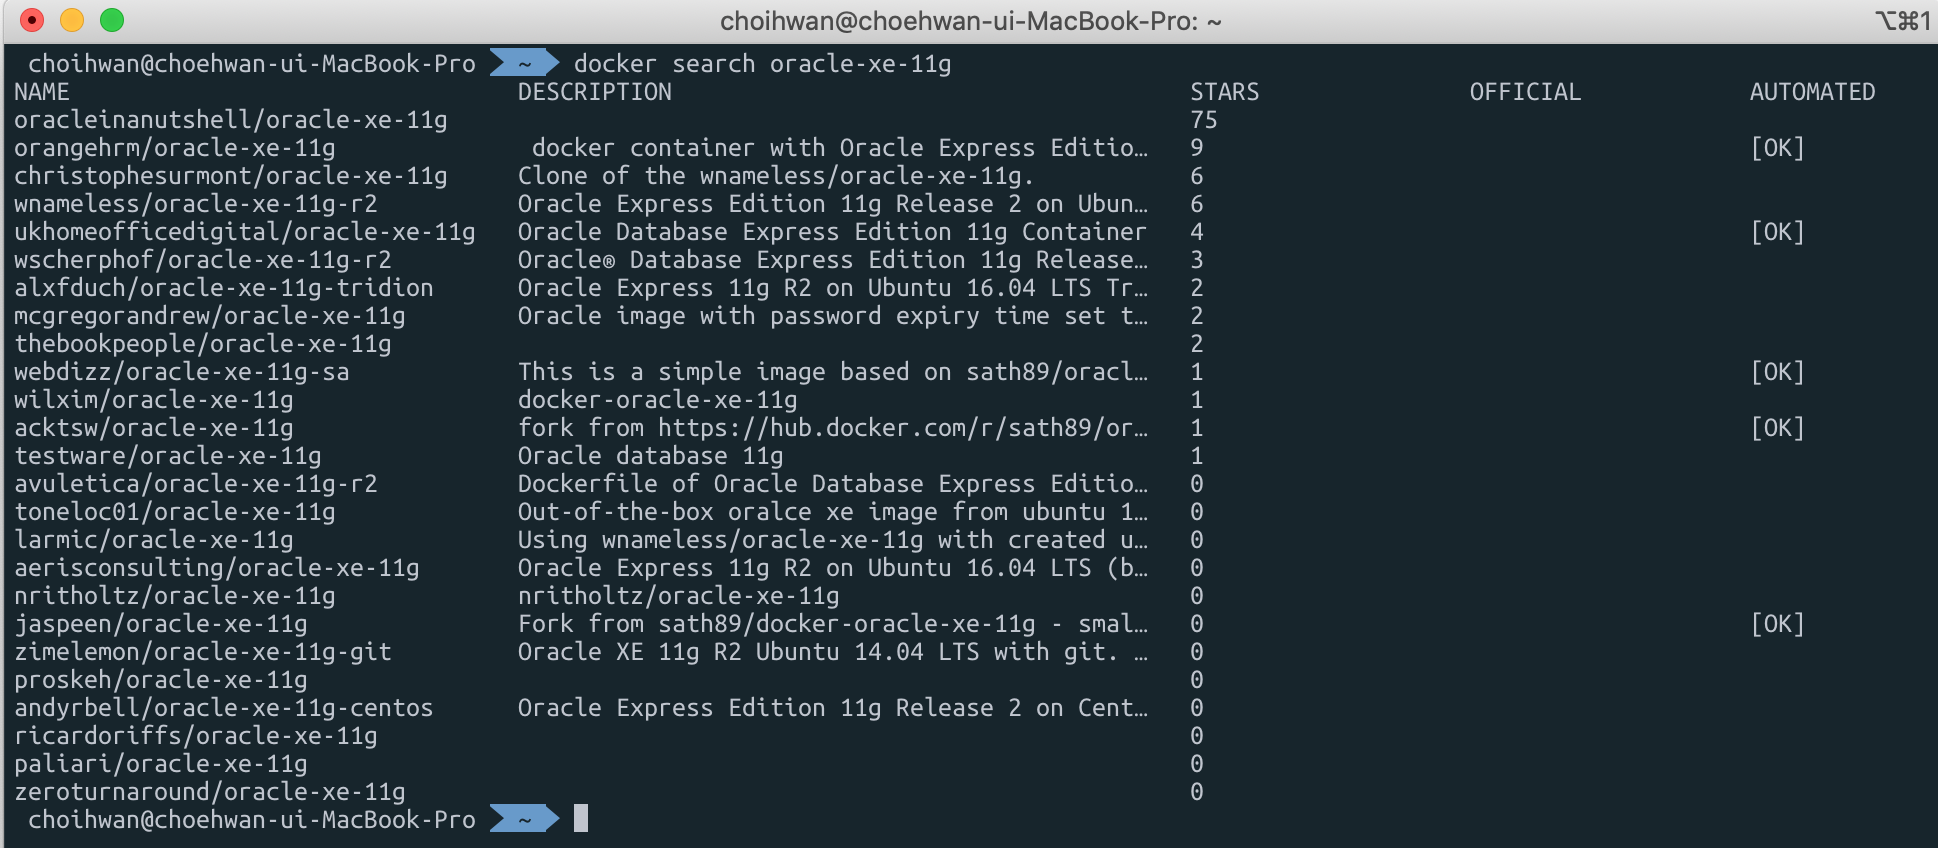 choihwan@choehwan-ui-MacBook-Pro: ~ ⌥⌘1
choihwan@choehwan-ui-MacBook-Pro ~ docker search oracle-xe-11g
NAME DESCRIPTION STARS OFFICIAL AUTOMATED
oracleinanutshell/oracle-xe-11g 75
orangehrm/oracle-xe-11g docker container with Oracle Express Editio… 9 [OK]
christophesurmont/oracle-xe-11g Clone of the wnameless/oracle-xe-11g. 6
wnameless/oracle-xe-11g-r2 Oracle Express Edition 11g Release 2 on Ubun… 6
ukhomeofficedigital/oracle-xe-11g Oracle Database Express Edition 11g Container 4 [OK]
wscherphof/oracle-xe-11g-r2 Oracle® Database Express Edition 11g Release… 3
alxfduch/oracle-xe-11g-tridion Oracle Express 11g R2 on Ubuntu 16.04 LTS Tr… 2
mcgregorandrew/oracle-xe-11g Oracle image with password expiry time set t… 2
thebookpeople/oracle-xe-11g 2
webdizz/oracle-xe-11g-sa This is a simple image based on sath89/oracl… 1 [OK]
wilxim/oracle-xe-11g docker-oracle-xe-11g 1
acktsw/oracle-xe-11g fork from https://hub.docker.com/r/sath89/or… 1 [OK]
testware/oracle-xe-11g Oracle database 11g 1
avuletica/oracle-xe-11g-r2 Dockerfile of Oracle Database Express Editio… 0
toneloc01/oracle-xe-11g Out-of-the-box oralce xe image from ubuntu 1… 0
larmic/oracle-xe-11g Using wnameless/oracle-xe-11g with created u… 0
aerisconsulting/oracle-xe-11g Oracle Express 11g R2 on Ubuntu 16.04 LTS (b… 0
nritholtz/oracle-xe-11g nritholtz/oracle-xe-11g 0
jaspeen/oracle-xe-11g Fork from sath89/docker-oracle-xe-11g - smal… 0 [OK]
zimelemon/oracle-xe-11g-git Oracle XE 11g R2 Ubuntu 14.04 LTS with git. … 0
proskeh/oracle-xe-11g 0
andyrbell/oracle-xe-11g-centos Oracle Express Edition 11g Release 2 on Cent… 0
ricardoriffs/oracle-xe-11g 0
paliari/oracle-xe-11g 0
zeroturnaround/oracle-xe-11g 0
choihwan@choehwan-ui-MacBook-Pro ~